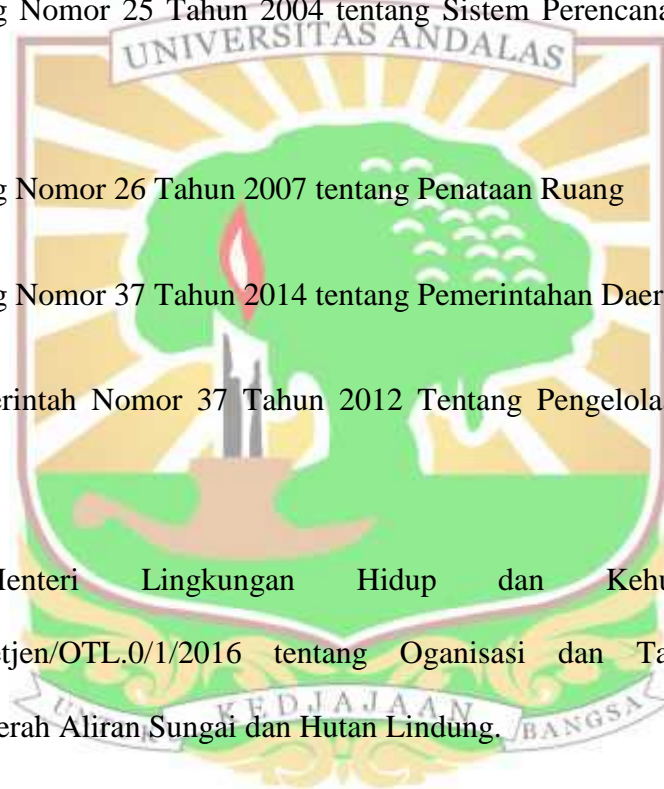 g Nomor 25 Tahun 2004 tentang Sistem Perencana
UNIVERSITAS ANDALAS
g Nomor 26 Tahun 2007 tentang Penataan Ruang
g Nomor 37 Tahun 2014 tentang Pemerintahan Daer
erintah Nomor 37 Tahun 2012 Tentang Pengelola
Menteri Lingkungan Hidup dan Kehu
etjen/OTL.0/1/2016 tentang Oganisasi dan Ta
UNTUK KEDJAJAAN BANGSA
erah Aliran Sungai dan Hutan Lindung.